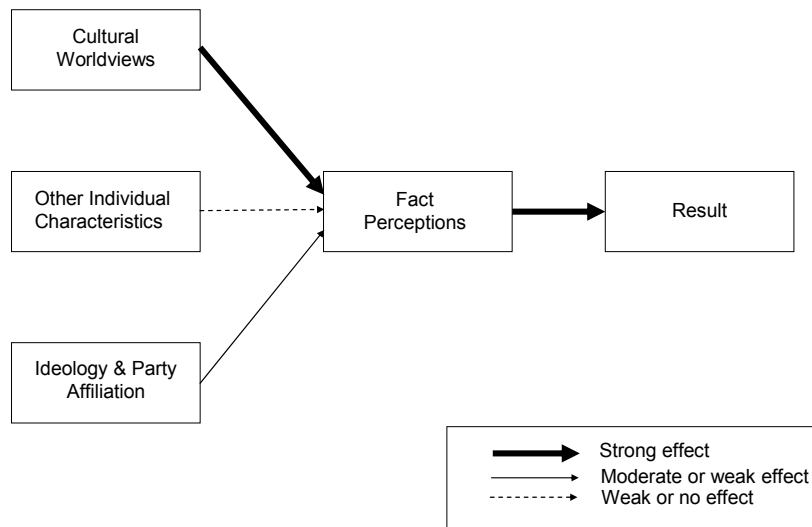 Cultural
Worldviews
Other Individual
Characteristics
Fact
Perceptions
Result
Ideology & Party
Affiliation
Strong effect
Moderate or weak effect
Weak or no effect